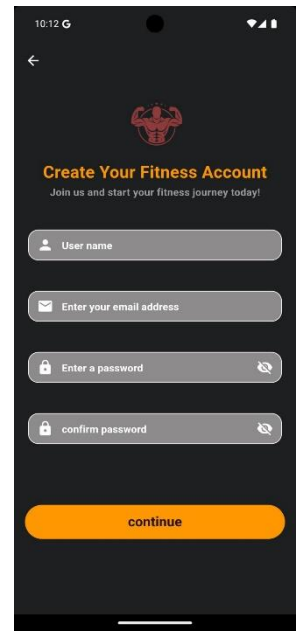 10:12 G
Create Your Fitness Account
Join us and start your fitness journey today!
User name
Enter your email address
Enter a password
confirm password
continue